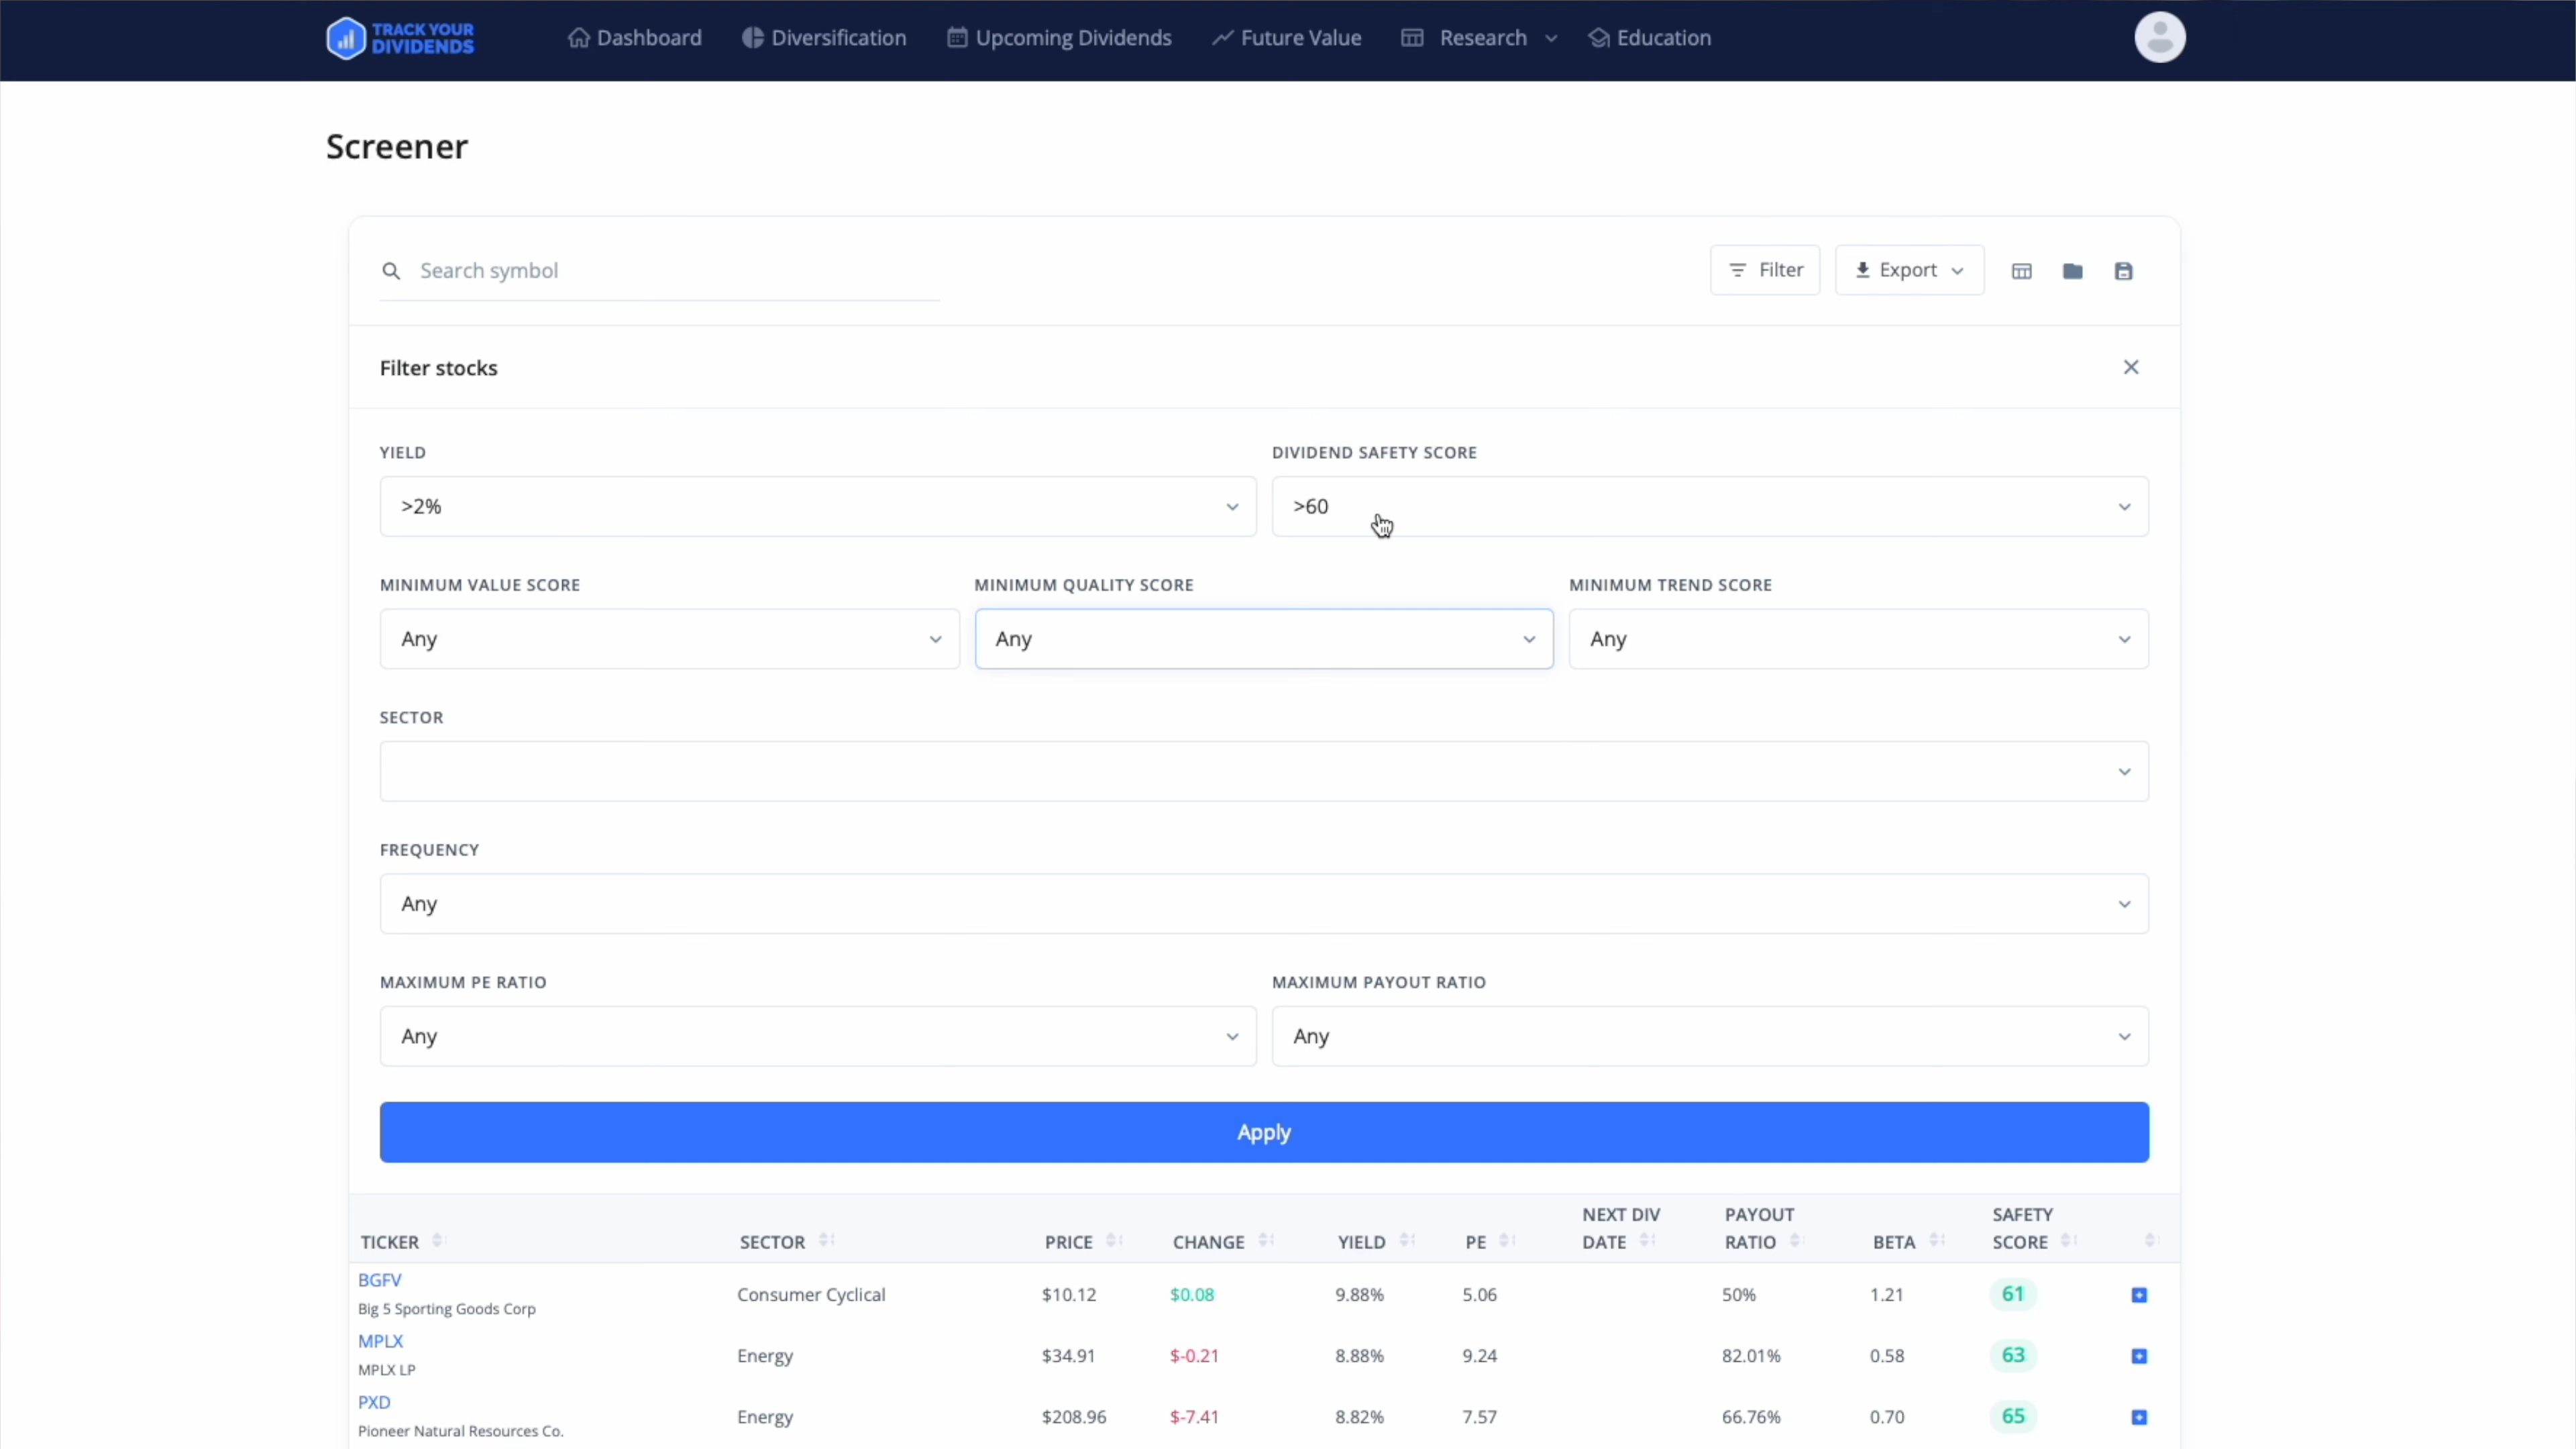 TRACK YOUR
DIVIDENDS
Dashboard Diversification Upcoming Dividends Future Value Research Education
Screener
Search symbol Filter Export
Filter stocks
YIELD DIVIDEND SAFETY SCORE
>2% >60
MINIMUM VALUE SCORE MINIMUM QUALITY SCORE MINIMUM TREND SCORE
Any Any Any
SECTOR
FREQUENCY
Any
MAXIMUM PE RATIO MAXIMUM PAYOUT RATIO
Any Any
Apply
TICKER SECTOR PRICE CHANGE YIELD PE NEXT DIV DATE PAYOUT RATIO BETA SAFETY SCORE
BGFV
Big 5 Sporting Goods Corp Consumer Cyclical $10.12 $0.08 9.88% 5.06 50% 1.21 61
MPLX
MPLX LP Energy $34.91 $-0.21 8.88% 9.24 82.01% 0.58 63
PXD
Pioneer Natural Resources Co. Energy $208.96 $-7.41 8.82% 7.57 66.76% 0.70 65